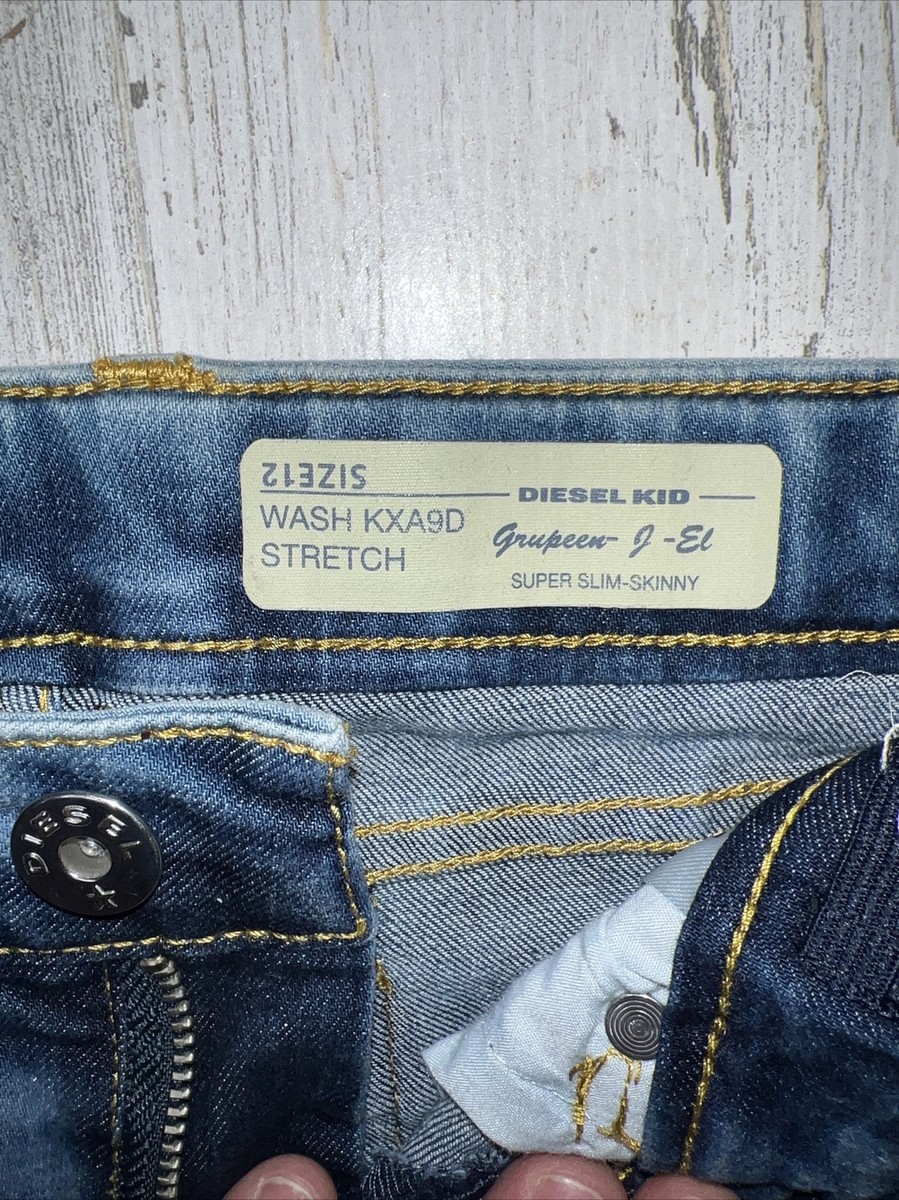 SIZE12
WASH KXA9D
STRETCH
DIESEL KID
Grupeen- J -El
SUPER SLIM-SKINNY
DIESEL